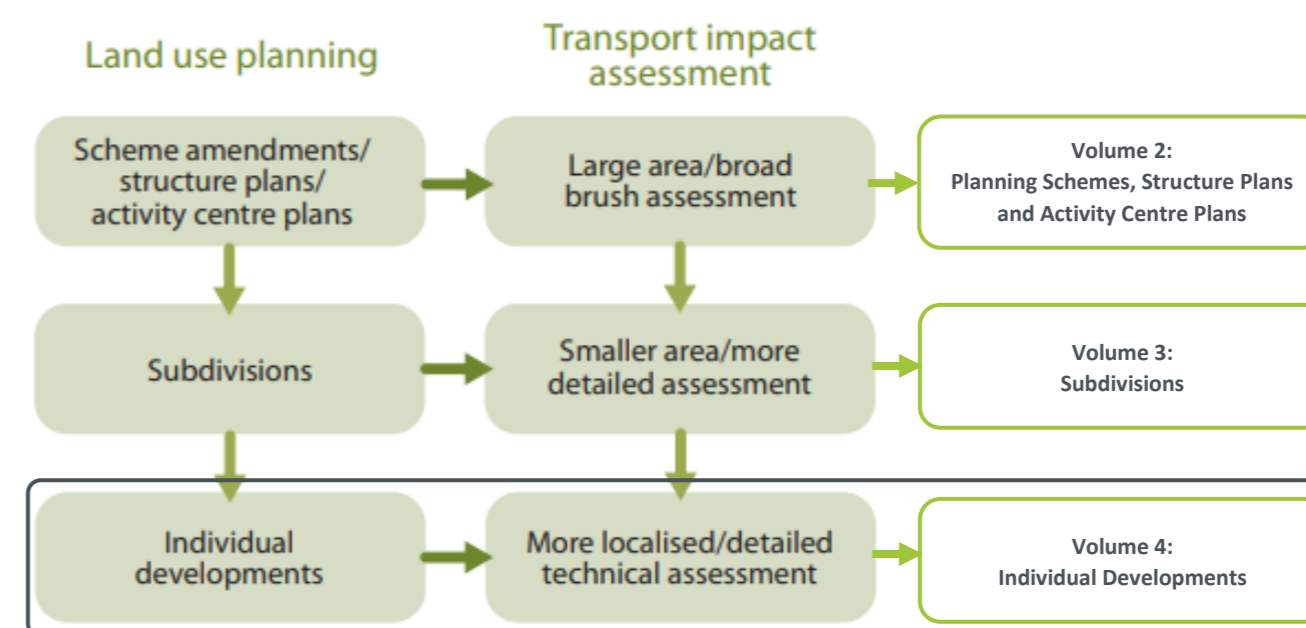 Land use planning
Transport impact
assessment
Scheme amendments/
structure plans/
activity centre plans
Large area/broad
brush assessment
Volume 2:
Planning Schemes, Structure Plans
and Activity Centre Plans
Subdivisions
Smaller area/more
detailed assessment
Volume 3:
Subdivisions
Individual
developments
More localised/detailed
technical assessment
Volume 4:
Individual Developments